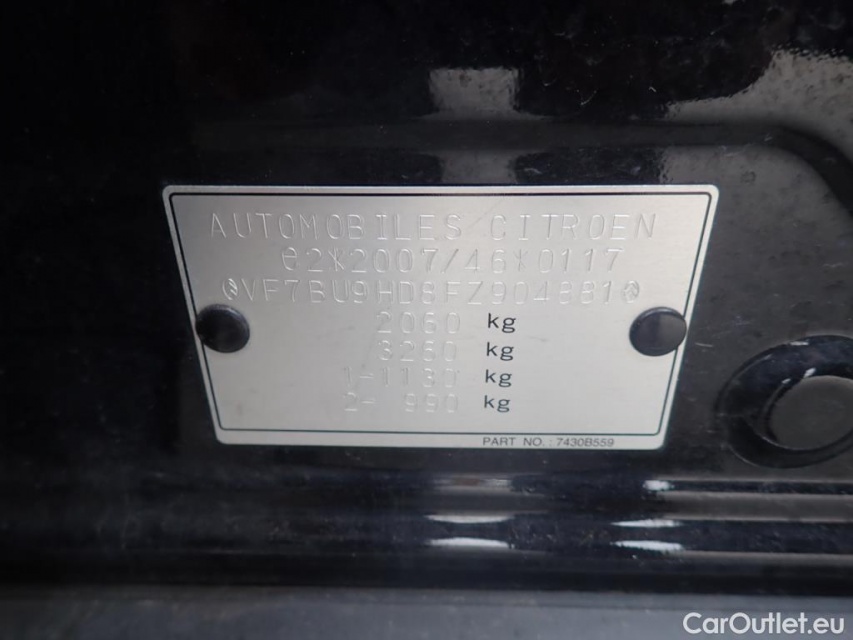 AUTOMOBILES CITROEN
e2*2007/46*0117
VF7BU9HD8FZ904881
2060 kg
3260 kg
1-1130 kg
2- 990 kg
PART NO.: 7430B559
CarOutlet.eu